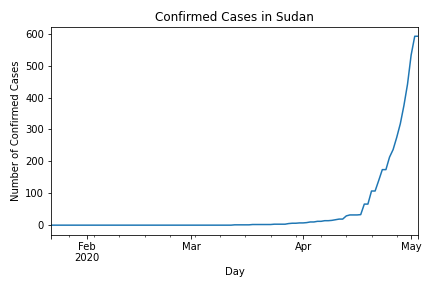 Confirmed Cases in Sudan
Number of Confirmed Cases
600
500
400
300
200
100
0
Feb Mar Apr May
2020
Day